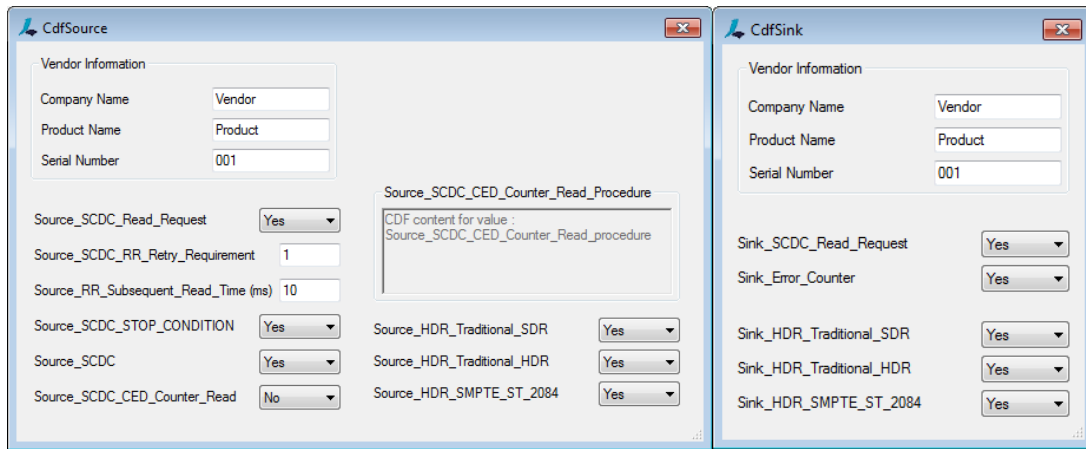 CdfSource
Vendor Information
Company Name Vendor
Product Name Product
Serial Number 001
Source_SCDC_Read_Request Yes
Source_SCDC_RR_Retry_Requirement 1
Source_RR_Subsequent_Read_Time (ms) 10
Source_SCDC_STOP_CONDITION Yes
Source_SCDC Yes
Source_SCDC_CED_Counter_Read No
Source_SCDC_CED_Counter_Read_Procedure
CDF content for value :
Source_SCDC_CED_Counter_Read_procedure
Source_HDR_Traditional_SDR Yes
Source_HDR_Traditional_HDR Yes
Source_HDR_SMPTE_ST_2084 Yes
CdfSink
Vendor Information
Company Name Vendor
Product Name Product
Serial Number 001
Sink_SCDC_Read_Request Yes
Sink_Error_Counter Yes
Sink_HDR_Traditional_SDR Yes
Sink_HDR_Traditional_HDR Yes
Sink_HDR_SMPTE_ST_2084 Yes